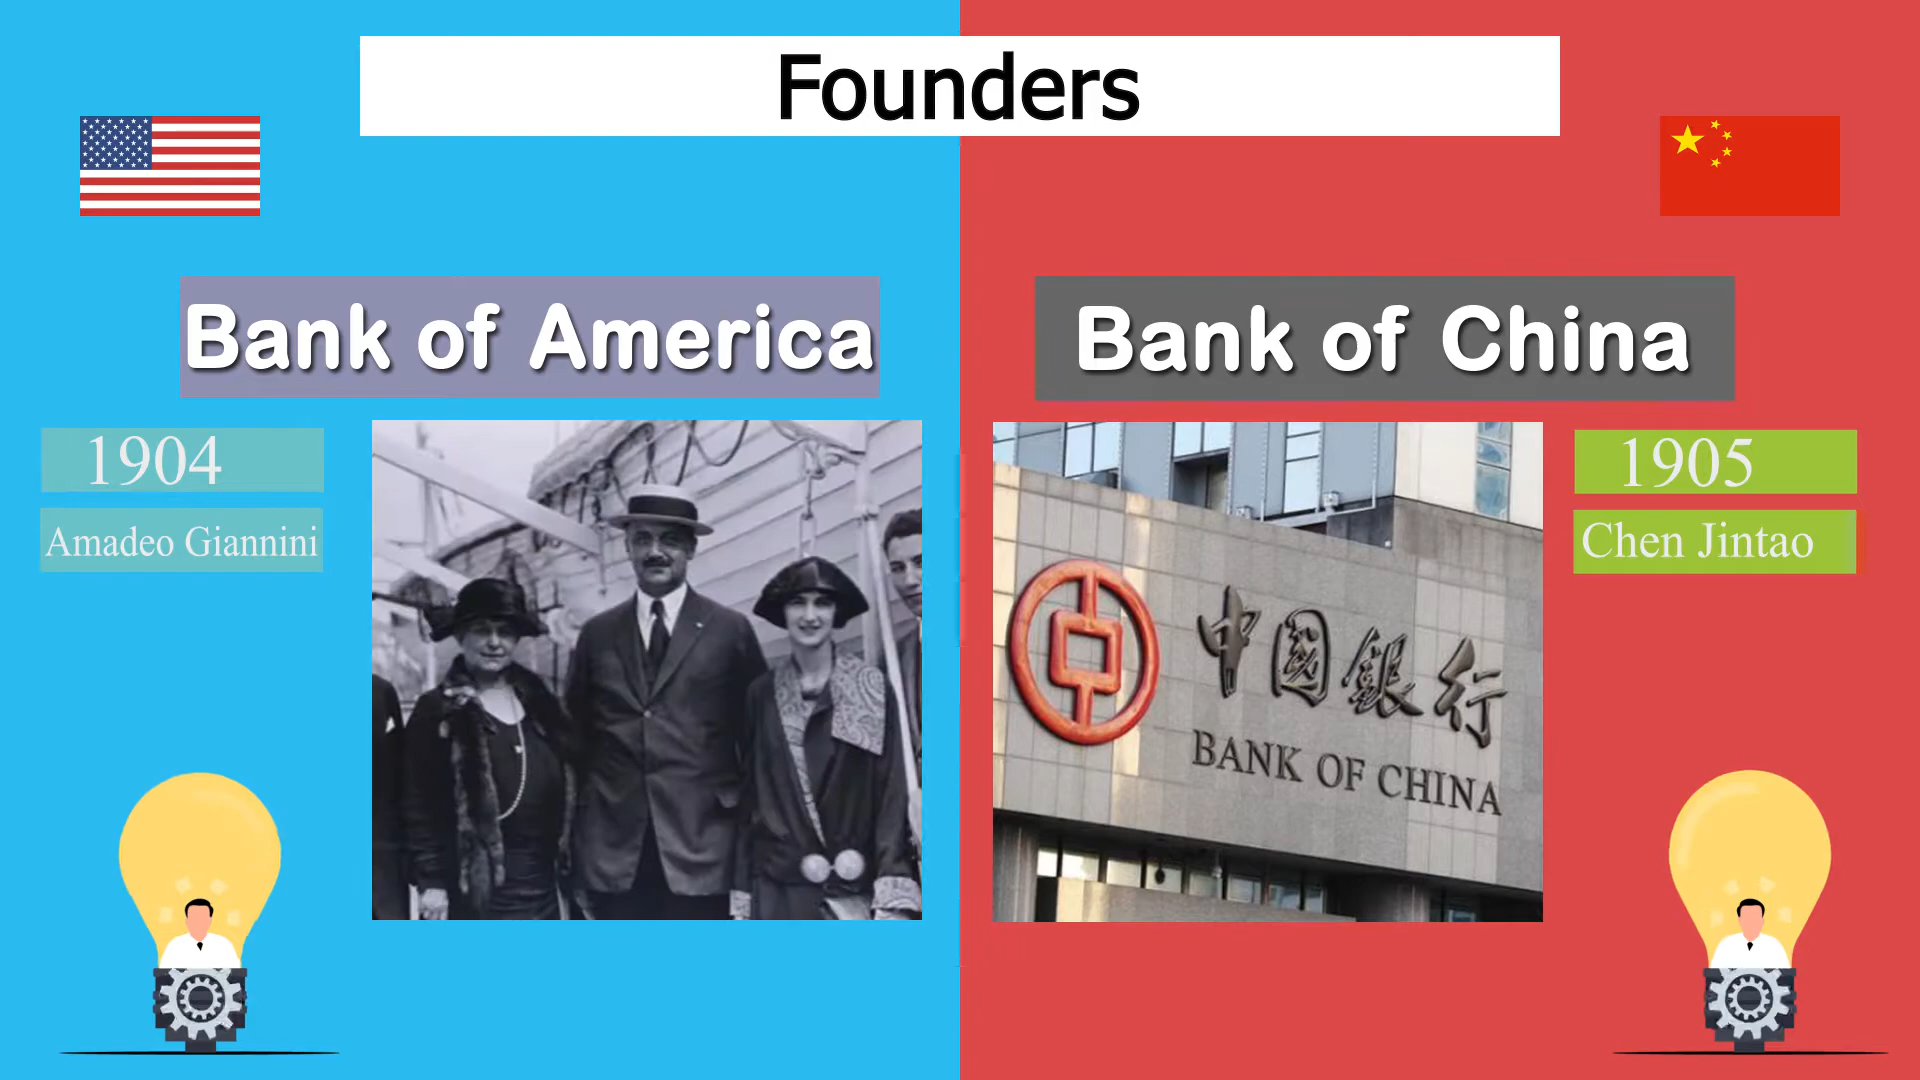 Founders
Bank of America
Bank of China
1904
Amadeo Giannini
1905
Chen Jintao
中國銀行
BANK OF CHINA